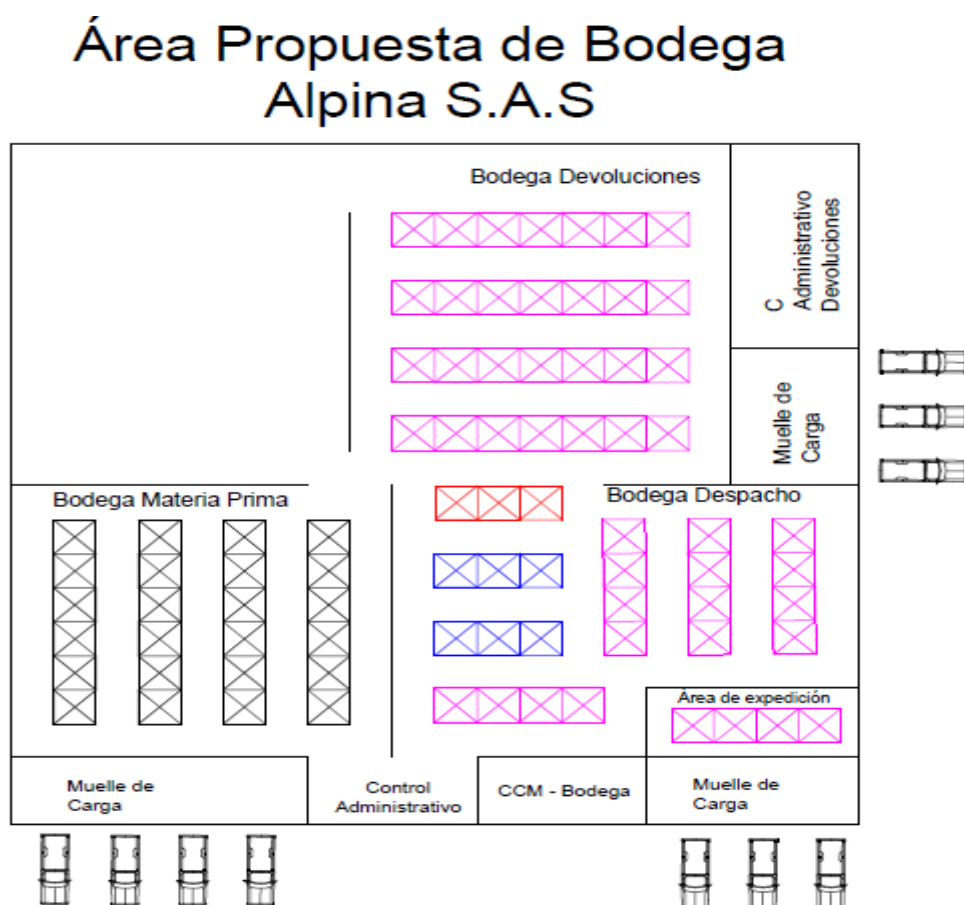 Área Propuesta de Bodega
Alpina S.A.S
Bodega Devoluciones
C
Administrativo
Devoluciones
Muelle de
Carga
Bodega Materia Prima
Bodega Despacho
Área de expedición
Muelle de
Carga
Control
Administrativo
CCM - Bodega
Muelle de
Carga